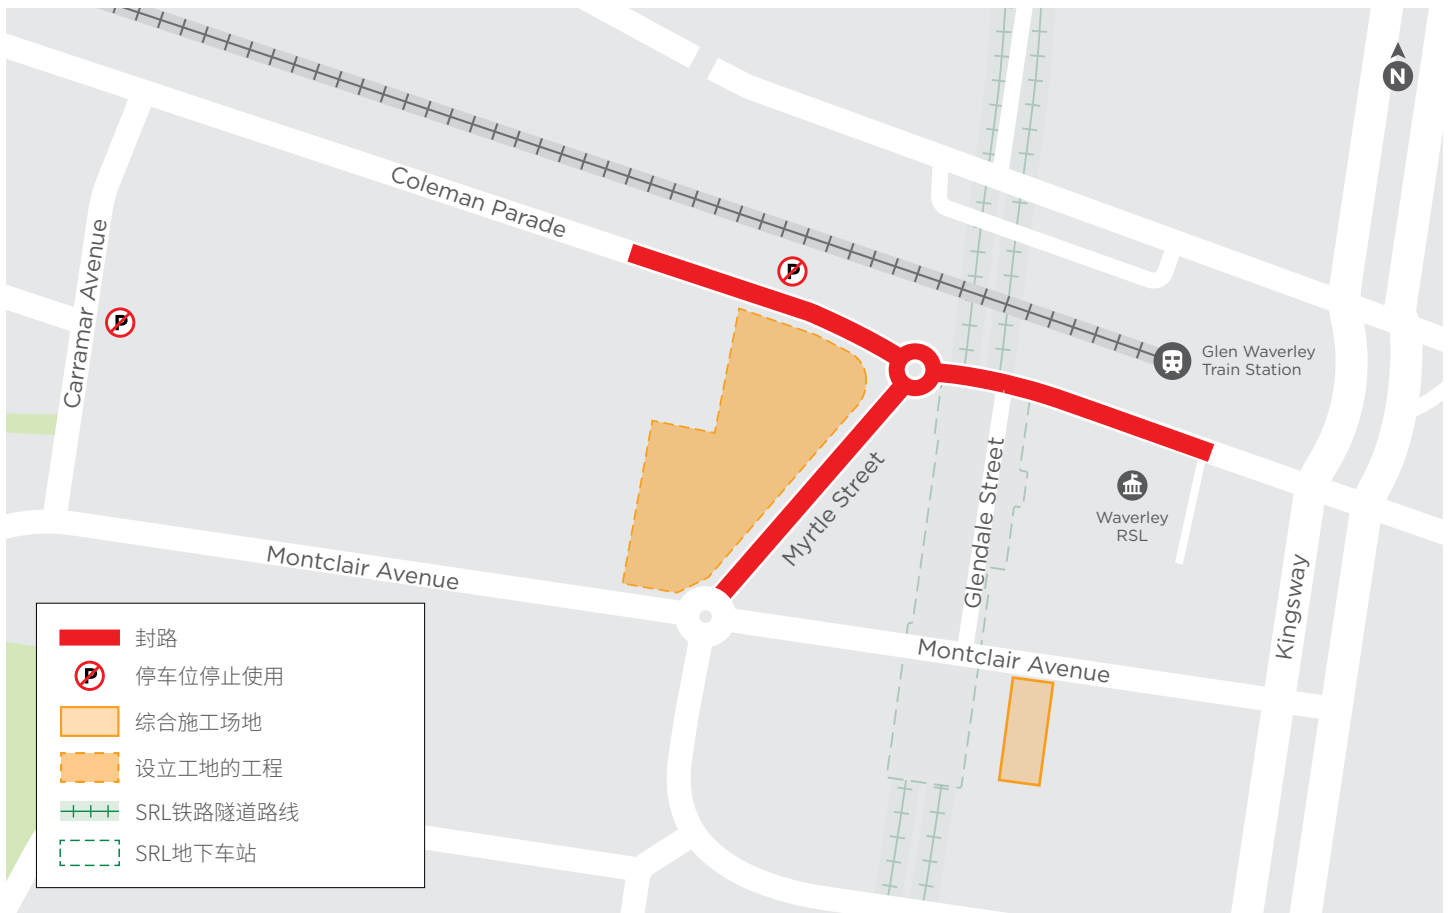 N
Coleman Parade
Carramar Avenue
P
P
Glen Waverley
Train Station
Myrtle Street
Glendale Street
Waverley
RSL
Kingsway
Montclair Avenue
Montclair Avenue
封路
P
停车位停止使用
综合施工场地
设立工地的工程
SRL铁路隧道路线
SRL地下车站